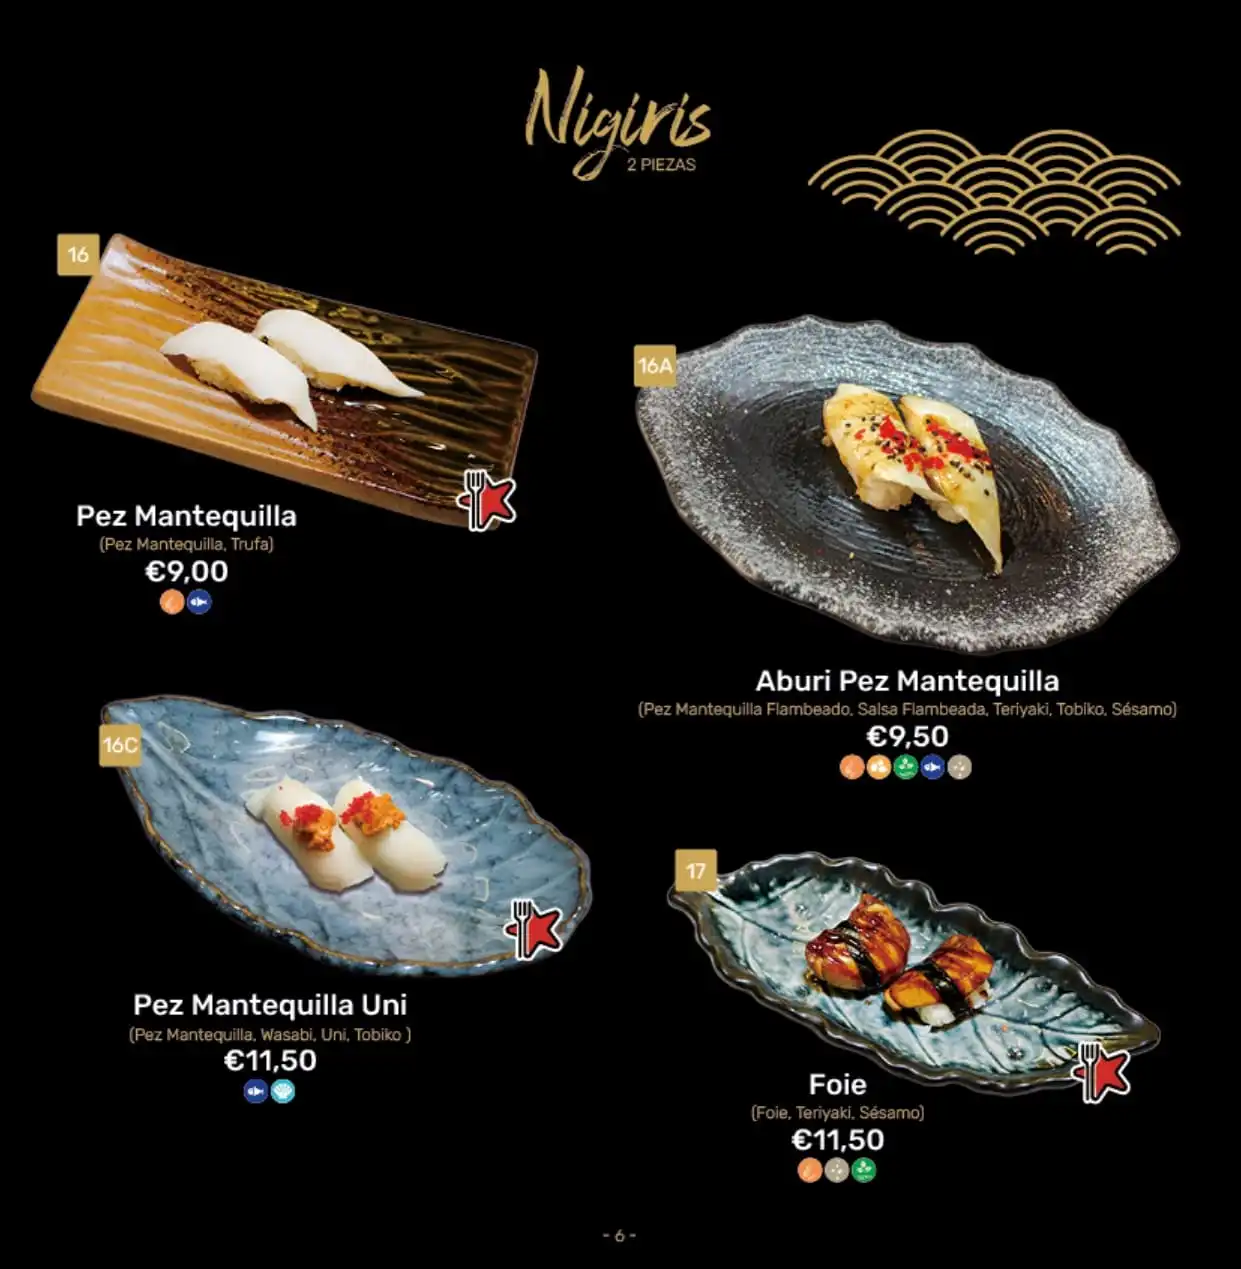 Nigiris
2 PIEZAS
16
Pez Mantequilla
(Pez Mantequilla, Trufa)
€9,00
16A
Aburi Pez Mantequilla
(Pez Mantequilla Flambeado, Salsa Flambeada, Teriyaki, Tobiko, Sésamo)
€9,50
16C
Pez Mantequilla Uni
(Pez Mantequilla, Wasabi, Uni, Tobiko )
€11,50
17
Foie
(Foie, Teriyaki, Sésamo)
€11,50
- 6 -